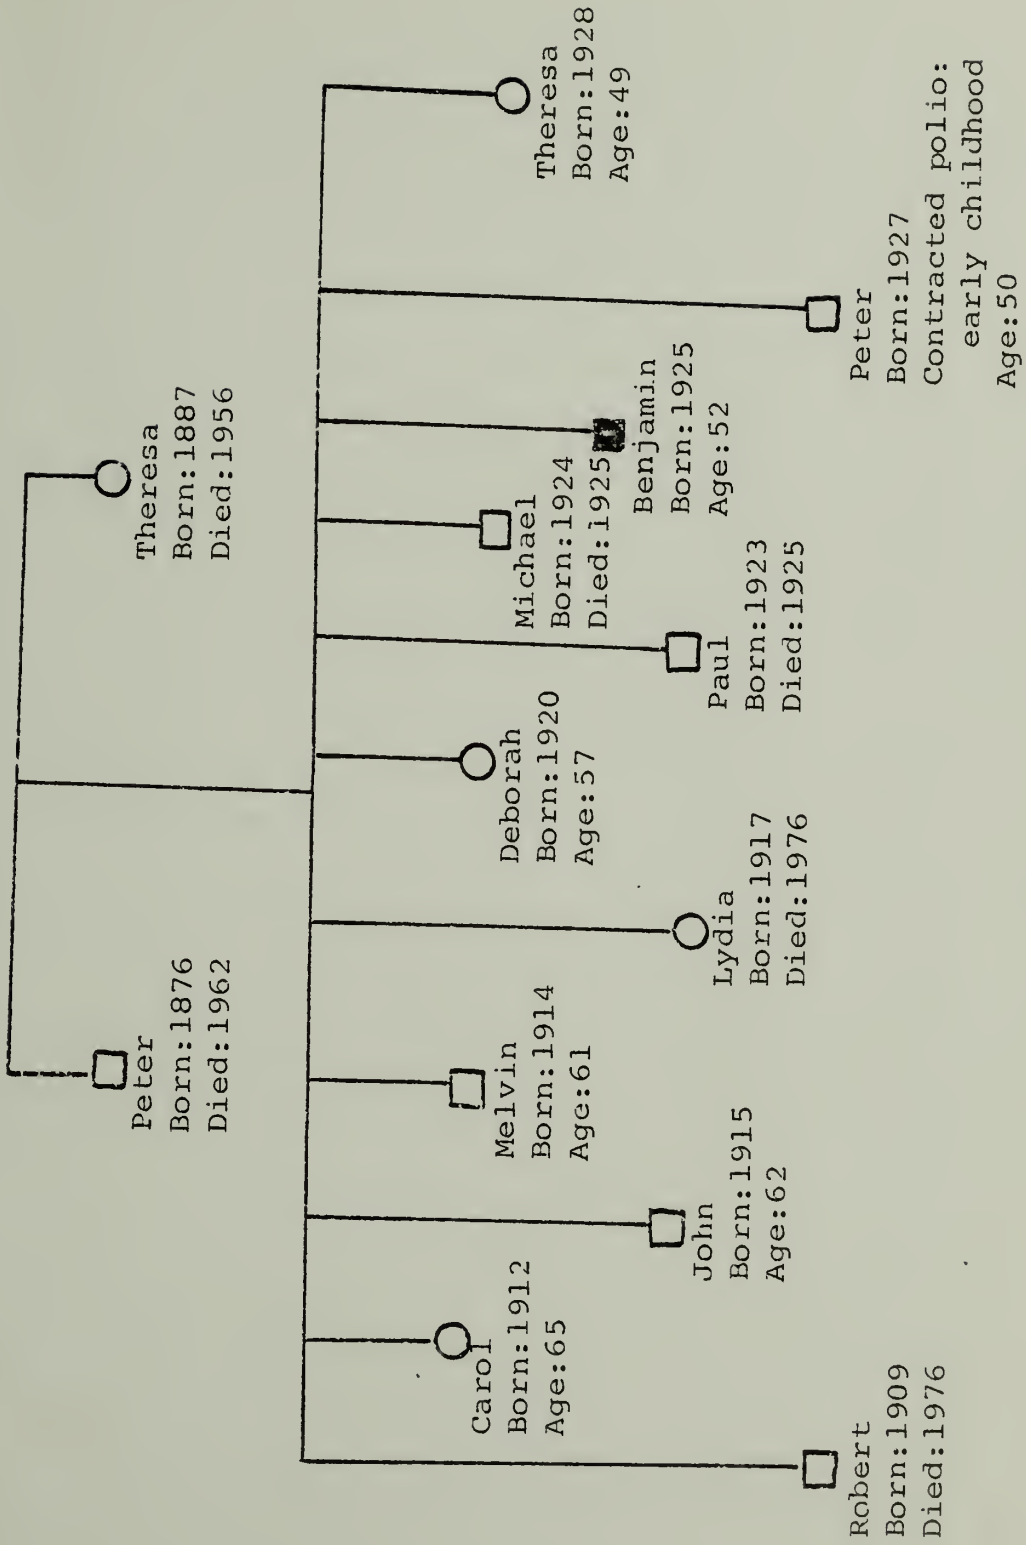 Peter
Born:1876
Died:1962
Theresa
Born:1887
Died:1956
Robert
Born:1909
Died:1976
Carol
Born:1912
Age:65
John
Born:1915
Age:62
Melvin
Born:1914
Age:61
Lydia
Born:1917
Died:1976
Deborah
Born:1920
Age:57
Paul
Born:1923
Died:1925
Michael
Born:1924
Died:1925
Benjamin
Born:1925
Age:52
Peter
Born:1927
Contracted polio:
early childhood
Age:50
Theresa
Born:1928
Age:49